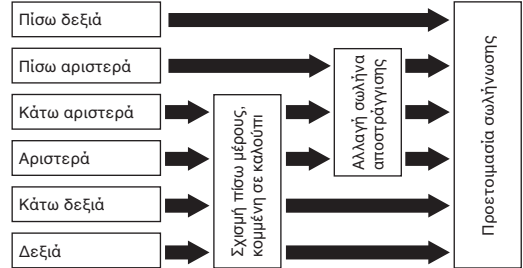 Πίσω δεξιά
Πίσω αριστερά
Κάτω αριστερά
Αριστερά
Κάτω δεξιά
Δεξιά
Σχισμή πίσω μέρους,
κομμένη σε καλούπι
Αλλαγή σωλήνα
αποστράγγισης
Προετοιμασία σωλήνωσης